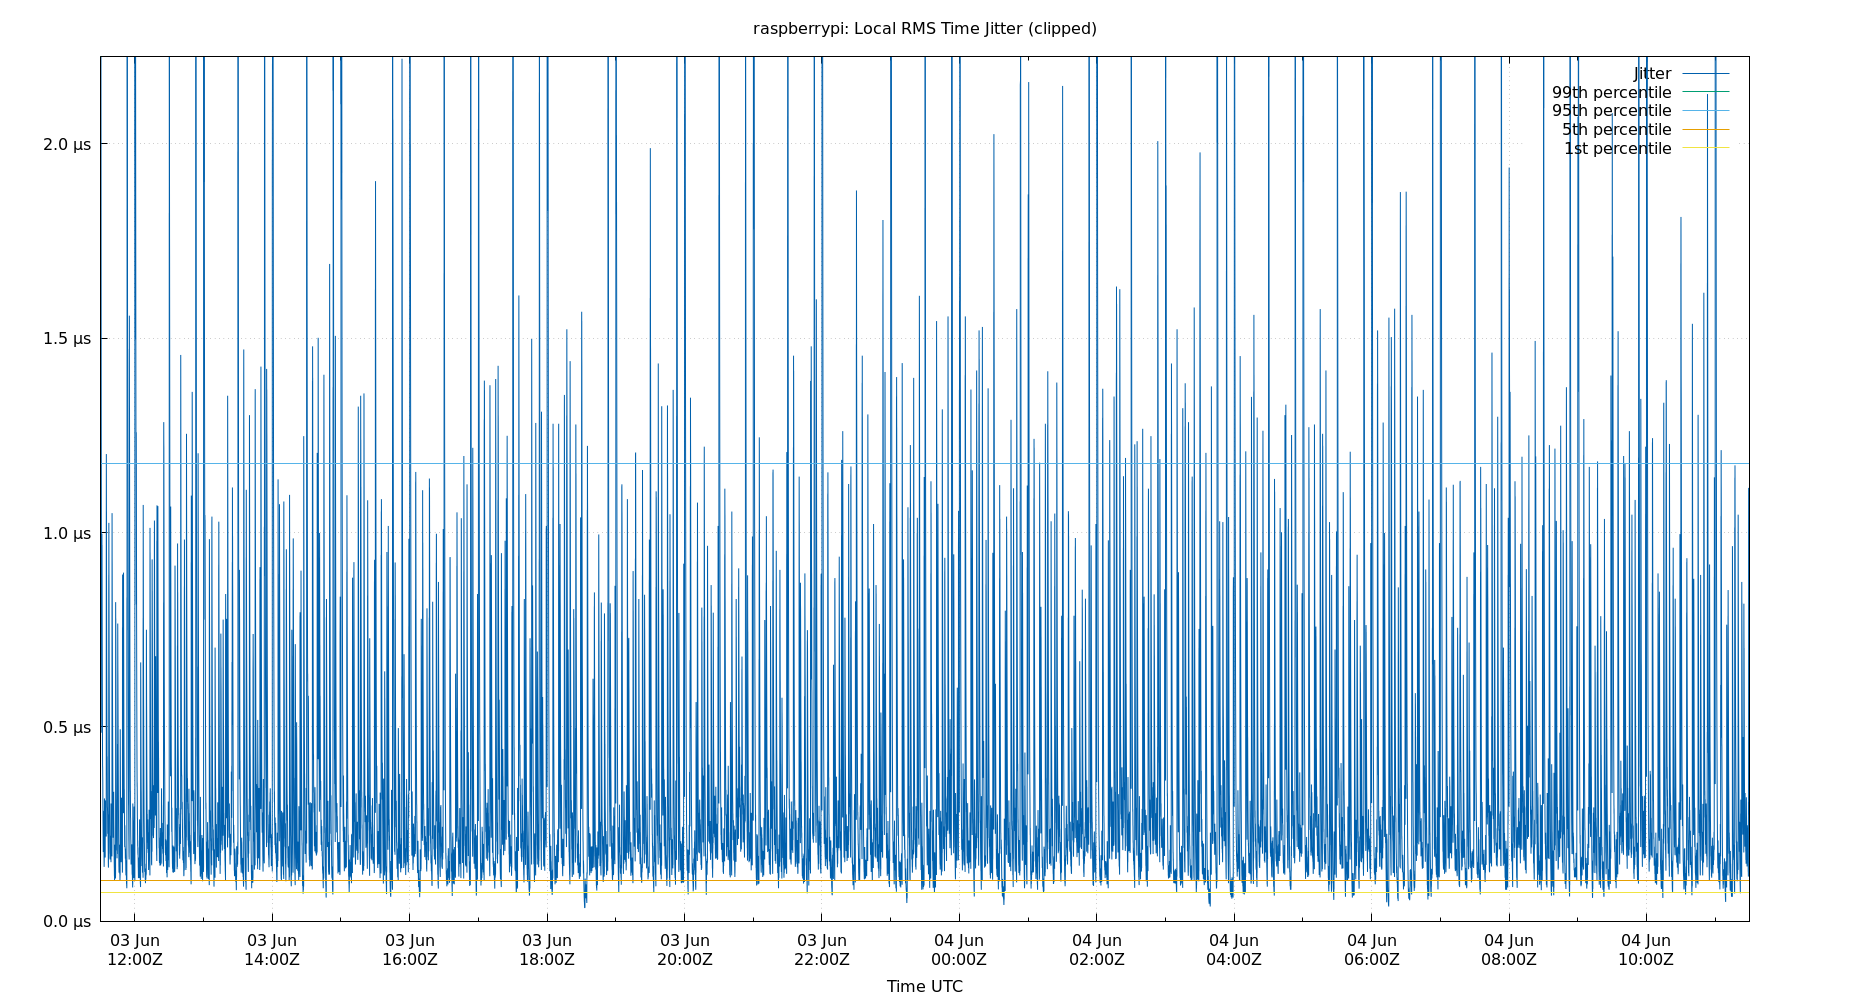 raspberrypi: Local RMS Time Jitter (clipped)
Jitter
99th percentile
95th percentile
5th percentile
1st percentile
2.0 µs
1.5 µs
1.0 µs
0.5 µs
0.0 µs
03 Jun 03 Jun 03 Jun 03 Jun 03 Jun 03 Jun 04 Jun 04 Jun 04 Jun 04 Jun 04 Jun 04 Jun
12:00Z 14:00Z 16:00Z 18:00Z 20:00Z 22:00Z 00:00Z 02:00Z 04:00Z 06:00Z 08:00Z 10:00Z
Time UTC